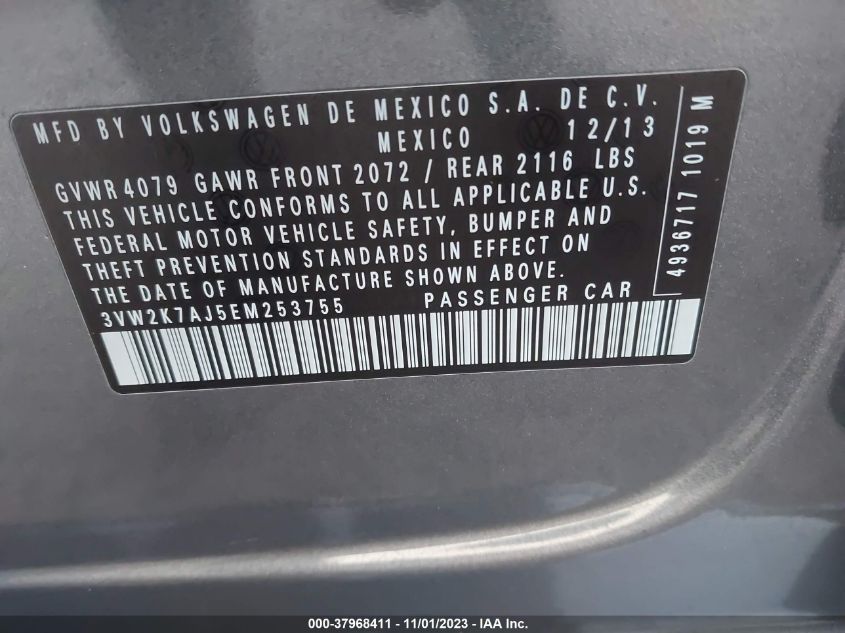 MFD BY VOLKSWAGEN DE MEXICO S.A. DE C.V.
MEXICO 12/13
GVWR 4079 GAWR FRONT 2072 / REAR 2116 LBS
THIS VEHICLE CONFORMS TO ALL APPLICABLE U.S.
FEDERAL MOTOR VEHICLE SAFETY, BUMPER AND
THEFT PREVENTION STANDARDS IN EFFECT ON
THE DATE OF MANUFACTURE SHOWN ABOVE.
3VW2K7AJ5EM253755 PASSENGER CAR
4936717 1019 M
000-37968411 - 11/01/2023 - IAA Inc.